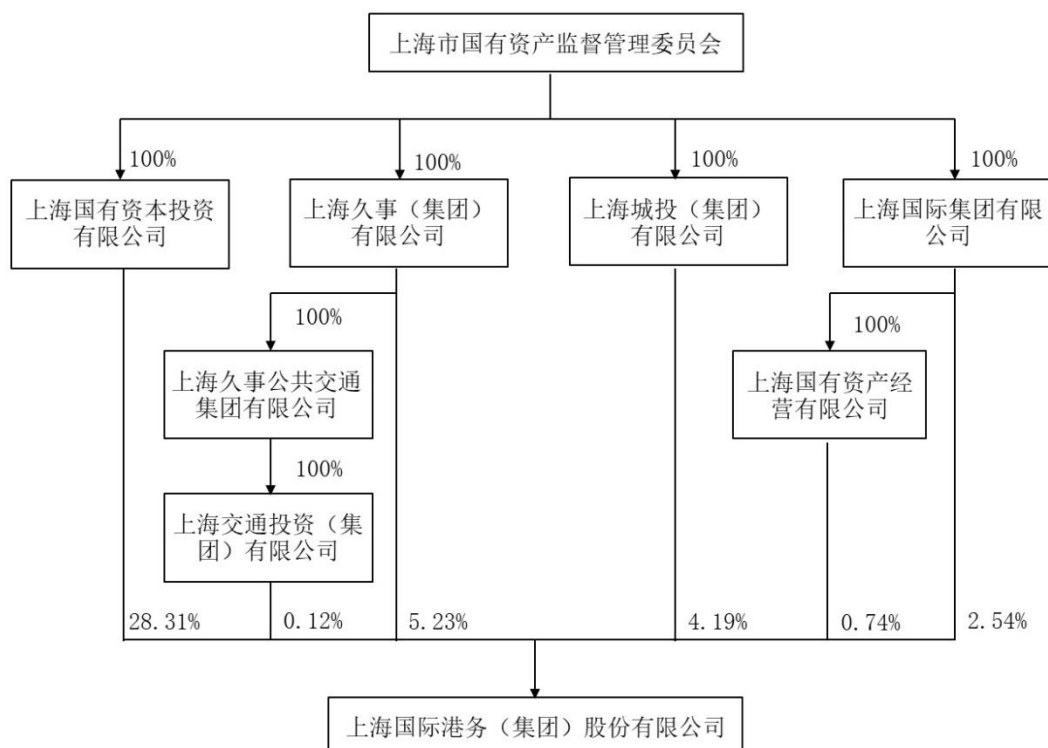 上海市国有资产监督管理委员会
100%
100%
100%
100%
上海国有资本投资
有限公司
上海久事（集团）
有限公司
上海城投（集团）
有限公司
上海国际集团有限
公司
100%
100%
上海久事公共交通
集团有限公司
上海国有资产经
营有限公司
100%
上海交通投资（集
团）有限公司
28.31%
0.12%
5.23%
4.19%
0.74%
2.54%
上海国际港务（集团）股份有限公司